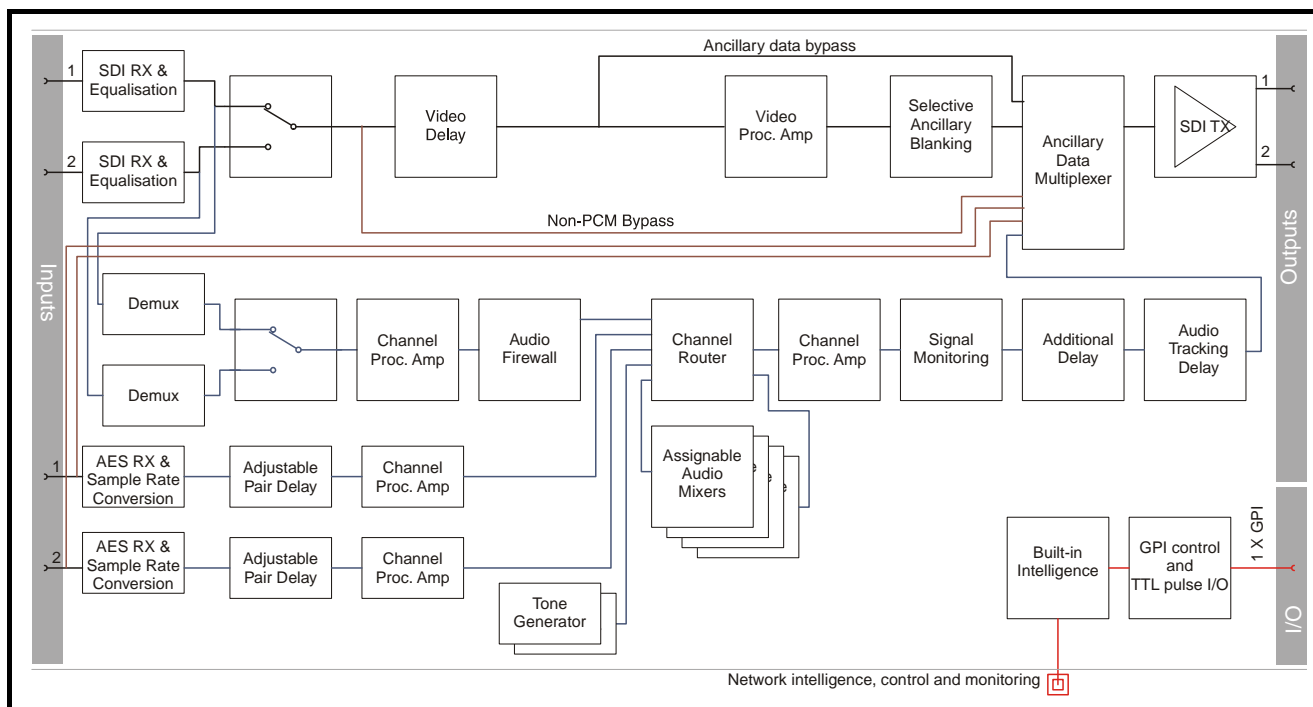 Ancillary data bypass
1
SDI RX &
Equalisation
2
SDI RX &
Equalisation
Video
Delay
Video
Proc. Amp
Selective
Ancillary
Blanking
Ancillary
Data
Multiplexer
SDI TX
1
2
Non-PCM Bypass
Inputs
Outputs
Demux
Demux
Channel
Proc. Amp
Audio
Firewall
Channel
Router
Channel
Proc. Amp
Signal
Monitoring
Additional
Delay
Audio
Tracking
Delay
1
AES RX &
Sample Rate
Conversion
Adjustable
Pair Delay
Channel
Proc. Amp
Assignable
Audio
Mixers
e
e
2
AES RX &
Sample Rate
Conversion
Adjustable
Pair Delay
Channel
Proc. Amp
Tone
Generator
Built-in
Intelligence
GPI control
and
TTL pulse I/O
1 X GPI
I/O
Network intelligence, control and monitoring